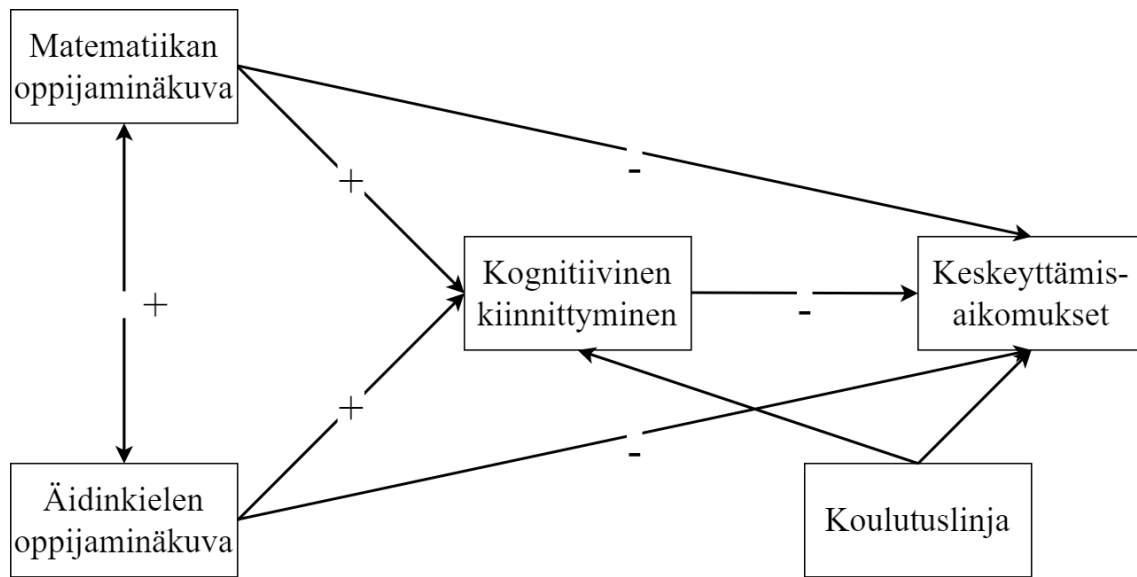 Matematiikan
oppijaminäkuva
-
+
-
Kognitiivinen
kiinnittyminen
Keskeyttämis-
aikomukset
+
-
+
-
Äidinkielen
oppijaminäkuva
Koulutuslinja